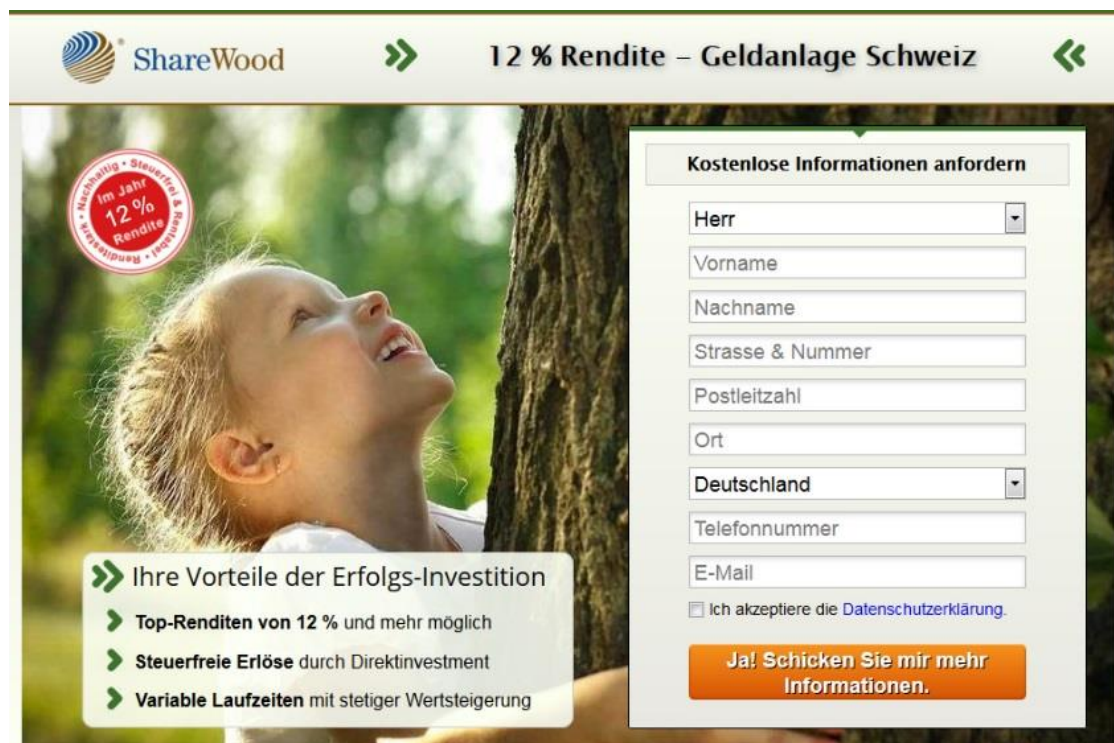 ShareWood
12 % Rendite – Geldanlage Schweiz
Nachhaltig • Steuerfrei & Rentabel • Renditestark •
Im Jahr
12 %
Rendite
Kostenlose Informationen anfordern
Herr
Vorname
Nachname
Strasse & Nummer
Postleitzahl
Ort
Deutschland
Telefonnummer
E-Mail
Ich akzeptiere die Datenschutzerklärung.
Ja! Schicken Sie mir mehr
Informationen.
Ihre Vorteile der Erfolgs-Investition
Top-Renditen von 12 % und mehr möglich
Steuerfreie Erlöse durch Direktinvestment
Variable Laufzeiten mit stetiger Wertsteigerung